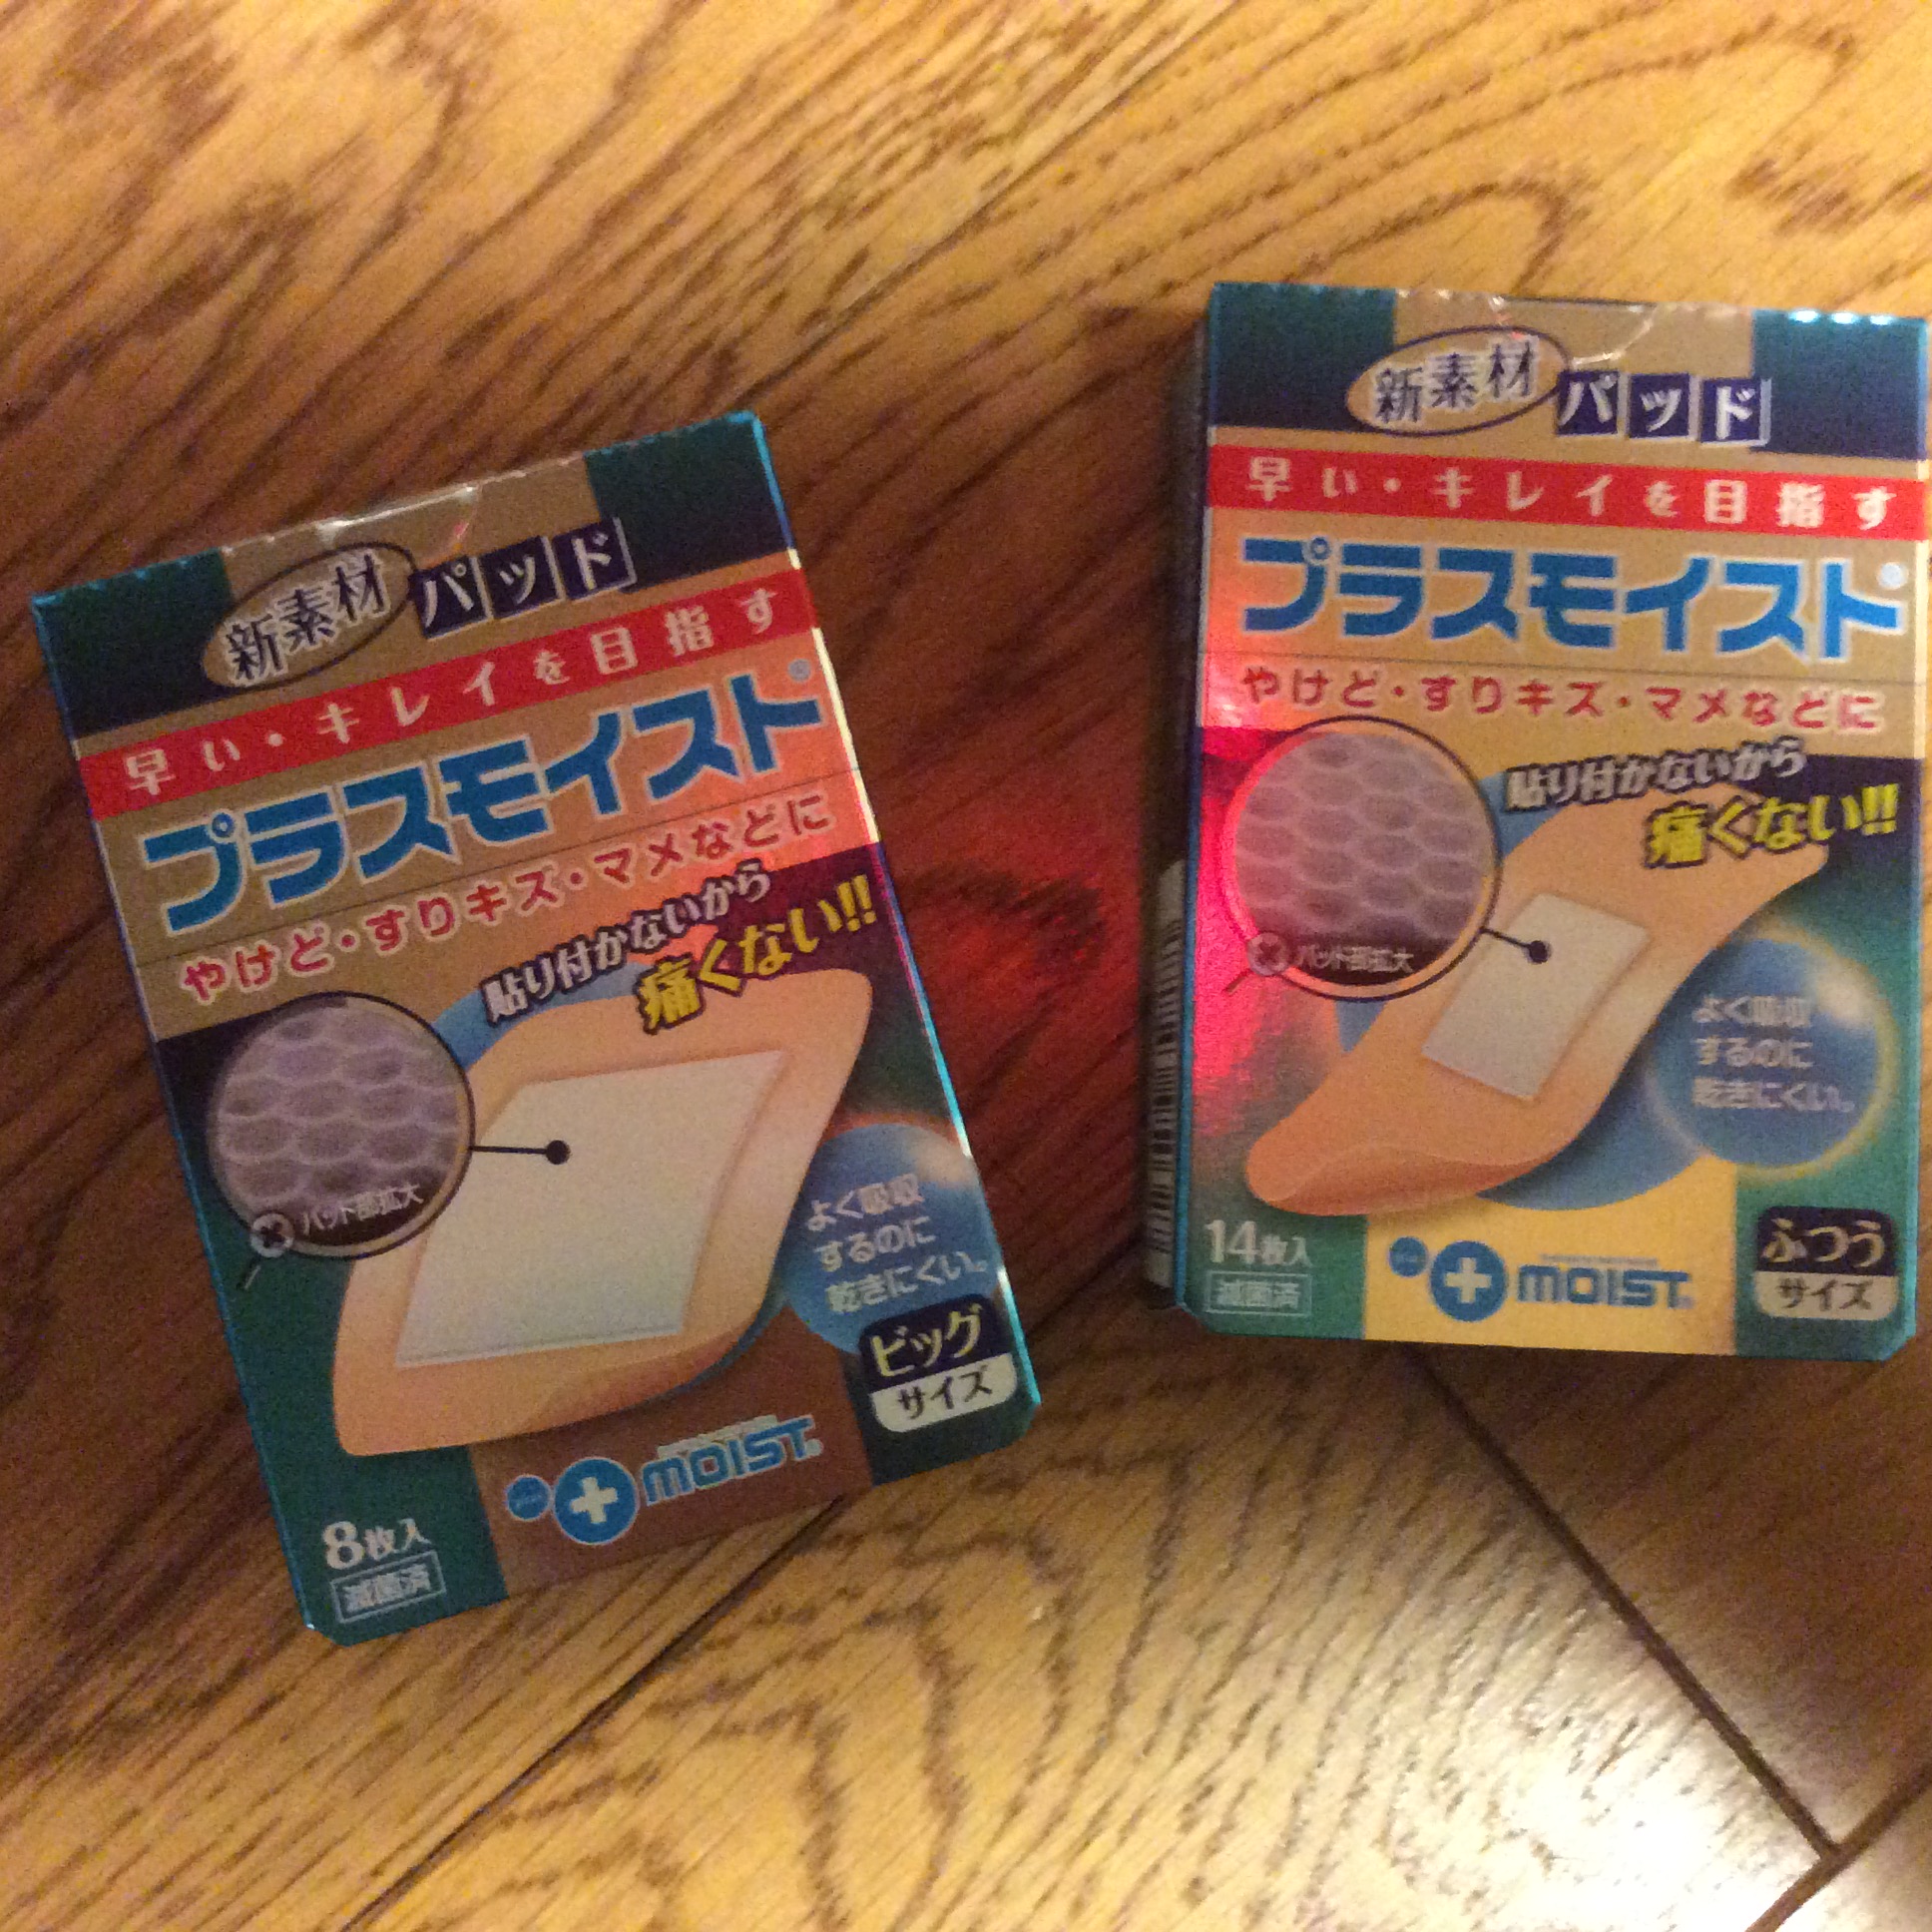 新素材 パッド
早い・キレイを目指す
プラスモイスト®
やけど・すりキズ・マメなどに
貼り付かないから
痛くない!!
パッド部拡大
よく吸収
するのに
乾きにくい。
ビッグ
サイズ
MOIST
8枚入
滅菌済
新素材 パッド
早い・キレイを目指す
プラスモイスト®
やけど・すりキズ・マメなどに
貼り付かないから
痛くない!!
パッド部拡大
よく吸収
するのに
乾きにくい。
14枚入
滅菌済
MOIST
ふつう
サイズ